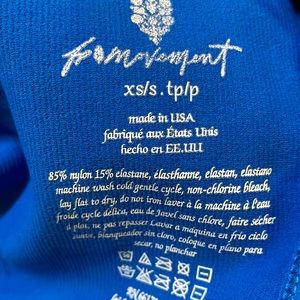 movement
xs/s . tp/p
made in USA
fabriqué aux États Unis
hecho en EE.UU
85% nylon 15% elastane, élasthanne, elastan, elastano
machine wash cold gentle cycle, non-chlorine bleach,
lay flat to dry, do not iron laver à la machine à l'eau
froide cycle délica, eau de Javel sans chlore, faire sécher
à plat, ne pas repasser Lavar a máquina en frío ciclo
suave, blanqueador sin cloro, cologue en plano para
secar, no planchar